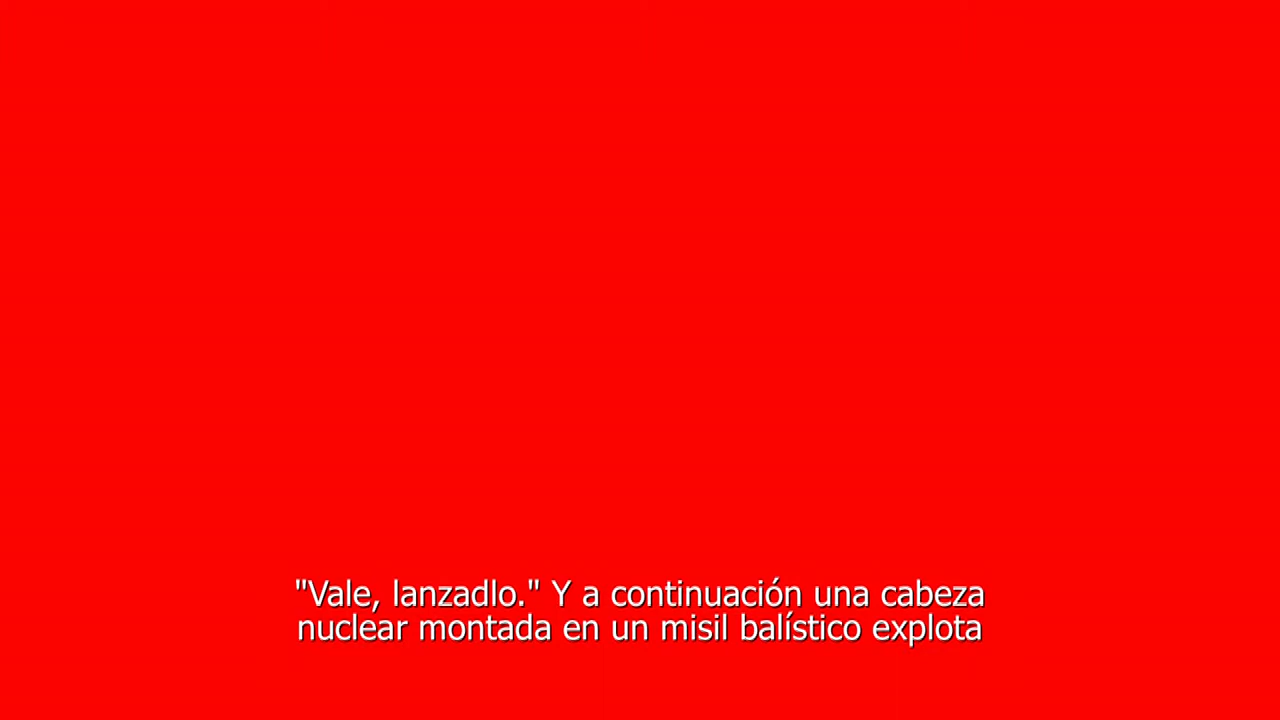 "Vale, lanzadlo." Y a continuación una cabeza
nuclear montada en un misil balístico explota